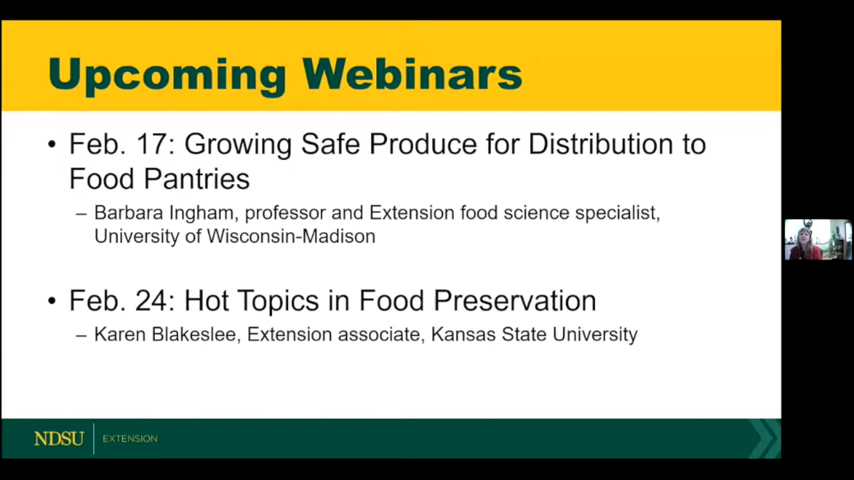 Upcoming Webinars
• Feb. 17: Growing Safe Produce for Distribution to
Food Pantries
– Barbara Ingham, professor and Extension food science specialist,
University of Wisconsin-Madison
• Feb. 24: Hot Topics in Food Preservation
– Karen Blakeslee, Extension associate, Kansas State University
NDSU EXTENSION